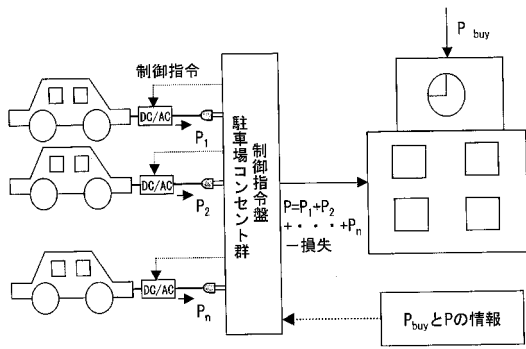 P buy
制御指令
DC/AC
P1
DC/AC
P2
DC/AC
Pn
駐車場コンセント群
制御指令盤
P=P1+P2
+・・・+Pn
−損失
PbuyとPの情報